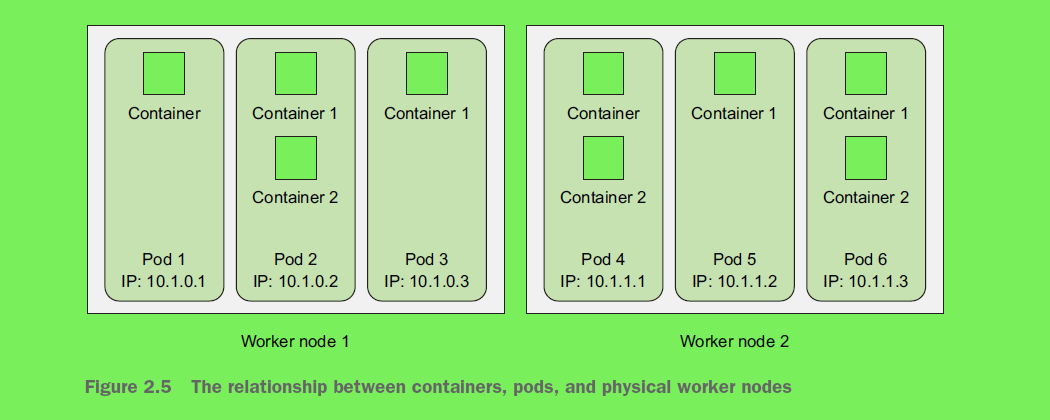 Container
Container 1
Container 2
Container 1
Pod 1
IP: 10.1.0.1
Pod 2
IP: 10.1.0.2
Pod 3
IP: 10.1.0.3
Worker node 1
Container
Container 2
Container 1
Container 1
Container 2
Pod 4
IP: 10.1.1.1
Pod 5
IP: 10.1.1.2
Pod 6
IP: 10.1.1.3
Worker node 2
Figure 2.5 The relationship between containers, pods, and physical worker nodes